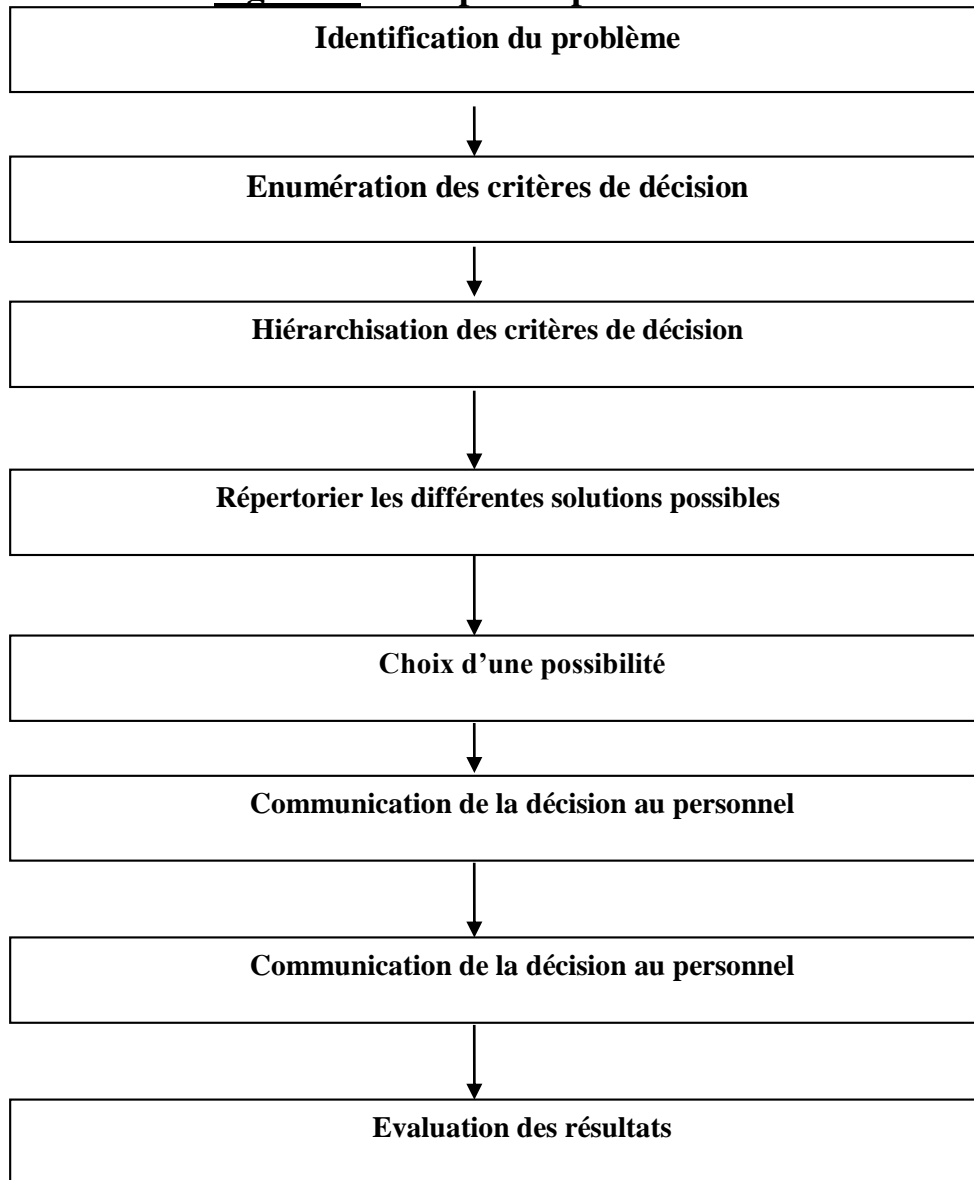 Identification du problème
Enumération des critères de décision
Hiérarchisation des critères de décision
Répertorier les différentes solutions possibles
Choix d’une possibilité
Communication de la décision au personnel
Communication de la décision au personnel
Evaluation des résultats